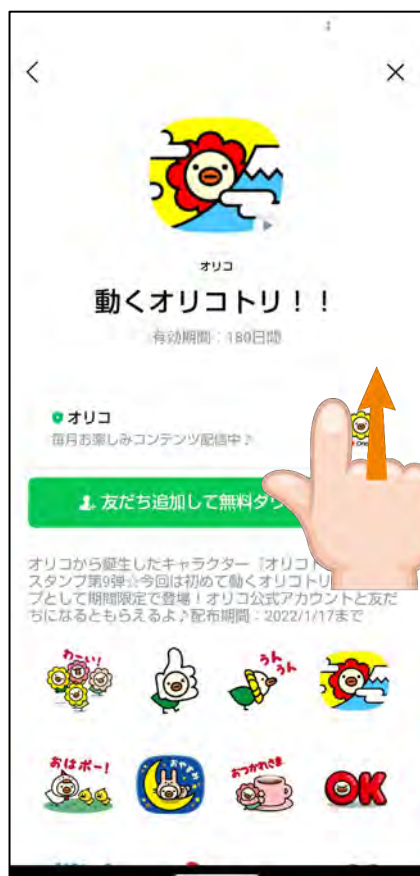 オリコ
動くオリコトリ！！
有効期間：180日間
オリコ
毎月お楽しみコンテンツ配信中♪
友だち追加して無料ダウ
オリコから誕生したキャラクター『オリコト
スタンプ第9弾☆今回は初めて動くオリコトリ
プとして期間限定で登場！オリコ公式アカウントと友だ
ちになるともらえるよ♪配布期間：2022/1/17まで
わーい！
うんうん
おはポー！
おやすみ
おつかれさま
OK